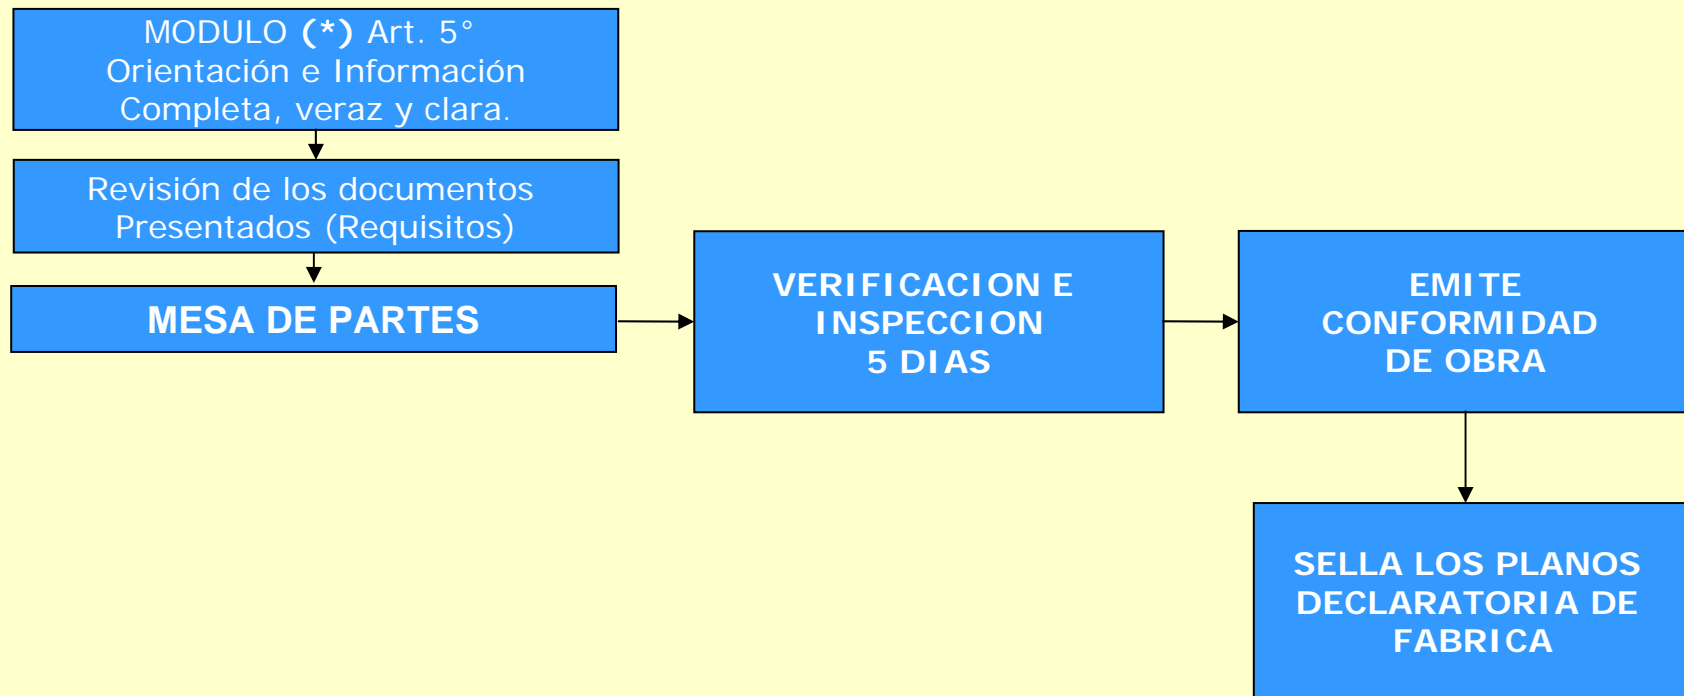 MODULO (*) Art. 5°
Orientación e Información
Completa, veraz y clara.
Revisión de los documentos
Presentados (Requisitos)
MESA DE PARTES
VERIFICACION E
INSPECCION
5 DIAS
EMITE
CONFORMIDAD
DE OBRA
SELLA LOS PLANOS
DECLARATORIA DE
FABRICA